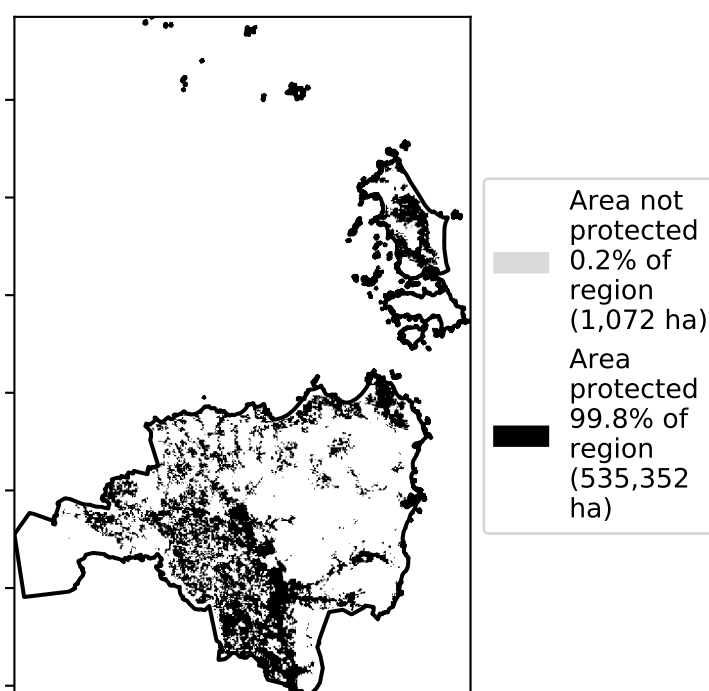 Area not
protected
0.2% of
region
(1,072 ha)
Area
protected
99.8% of
region
(535,352
ha)